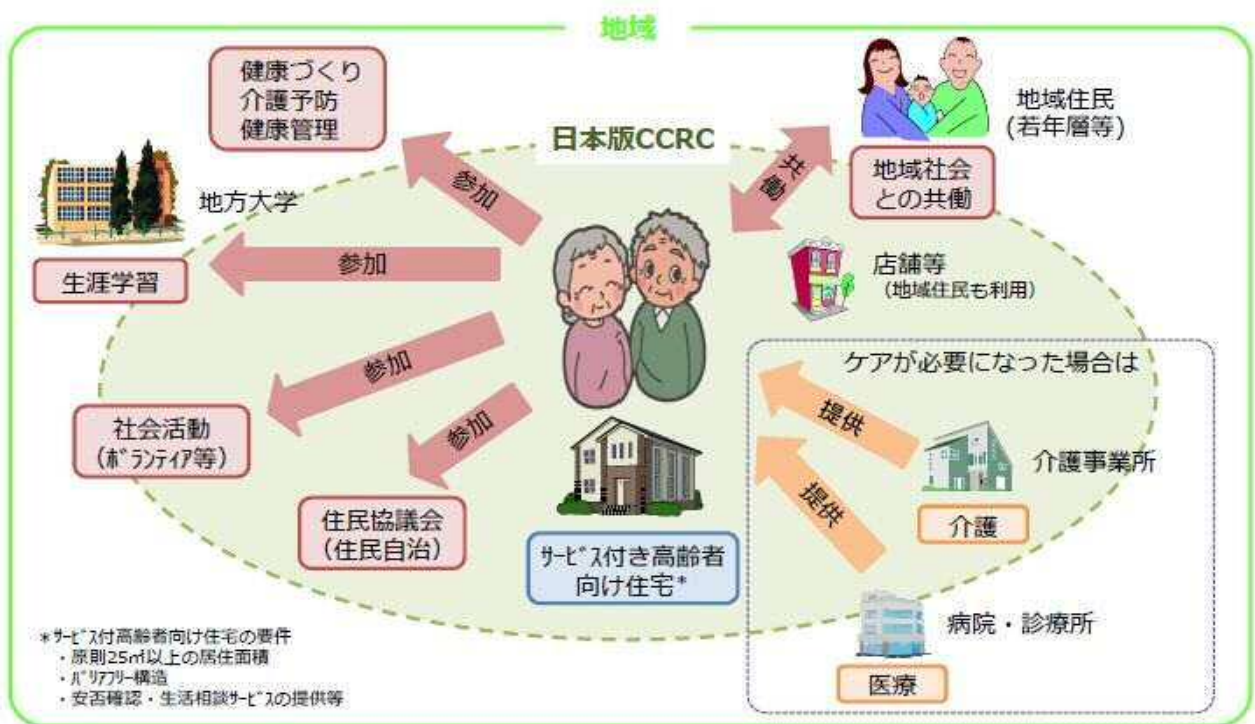 地域
健康づくり
介護予防
健康管理
日本版CCRC
地域住民
(若年層等)
共働
地域社会
との共働
参加
地方大学
参加
生涯学習
店舗等
(地域住民も利用)
ケアが必要になった場合は
参加
提供
社会活動
(ﾎﾞﾗﾝﾃｨｱ等)
参加
介護事業所
提供
介護
住民協議会
(住民自治)
ｻｰﾋﾞｽ付き高齢者
向け住宅*
病院・診療所
医療
*ｻｰﾋﾞｽ付高齢者向け住宅の要件
・原則25㎡以上の居住面積
・ﾊﾞﾘｱﾌﾘｰ構造
・安否確認・生活相談ｻｰﾋﾞｽの提供等